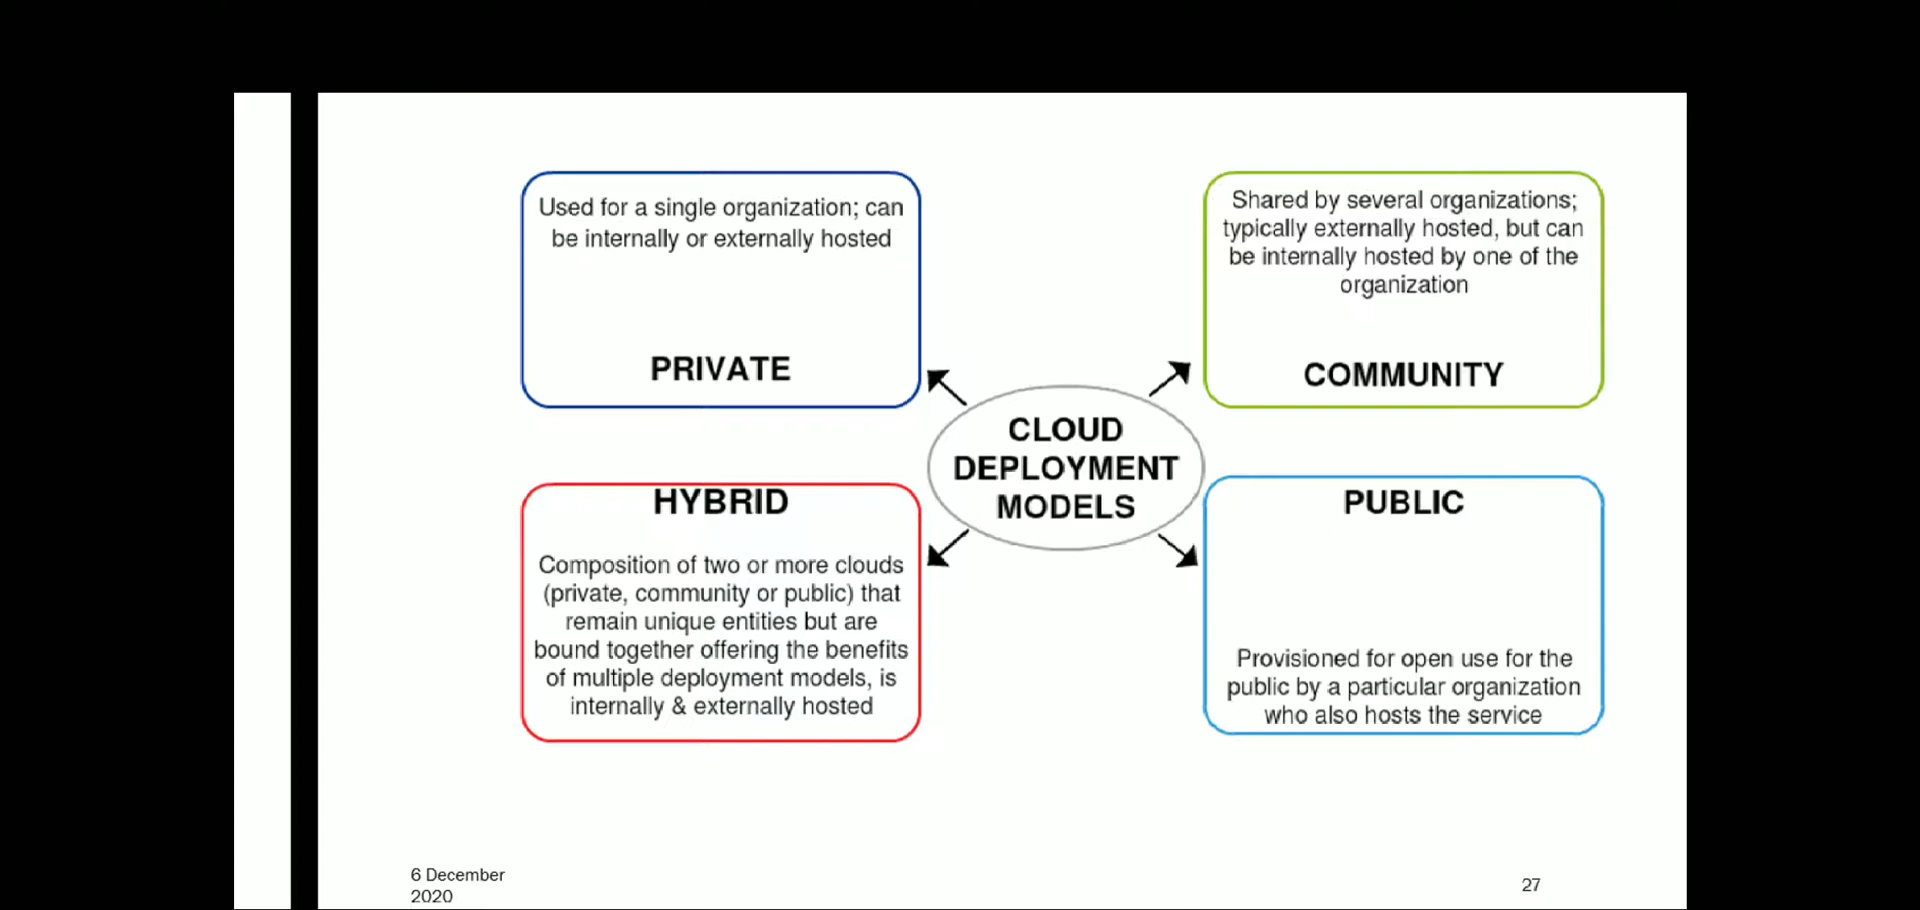 Used for a single organization; can
be internally or externally hosted
PRIVATE
Shared by several organizations;
typically externally hosted, but can
be internally hosted by one of the
organization
COMMUNITY
CLOUD
DEPLOYMENT
MODELS
HYBRID
Composition of two or more clouds
(private, community or public) that
remain unique entities but are
bound together offering the benefits
of multiple deployment models, is
internally & externally hosted
PUBLIC
Provisioned for open use for the
public by a particular organization
who also hosts the service
6 December
2020
27